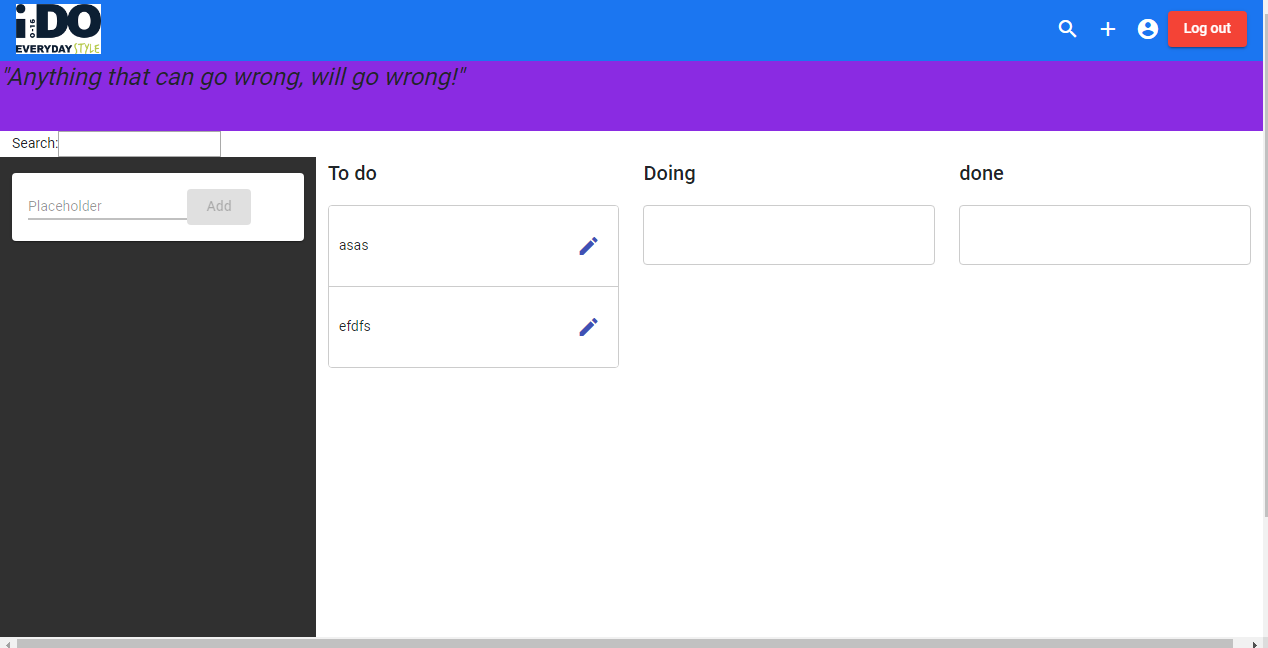 iDO
0-16
EVERYDAY STYLE
Log out
"Anything that can go wrong, will go wrong!"
Search:
Placeholder
Add
To do
Doing
done
asas
efdfs